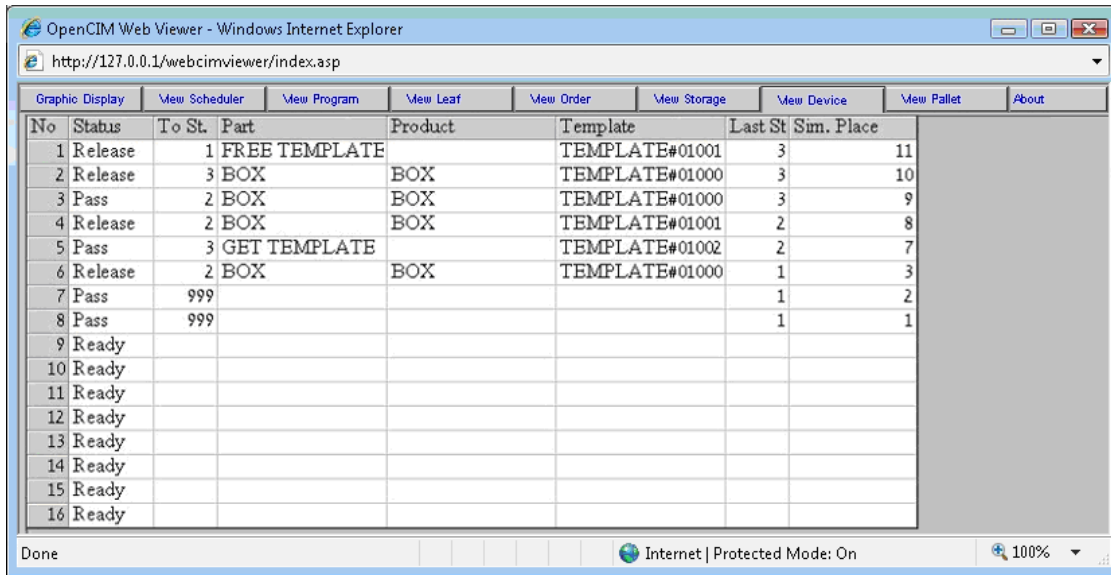 OpenCIM Web Viewer - Windows Internet Explorer
http://127.0.0.1/webcimviewer/index.asp
Graphic Display View Scheduler View Program View Leaf View Order View Storage View Device View Pallet About
No Status To St. Part Product Template Last St Sim. Place
1 Release 1 FREE TEMPLATE TEMPLATE#01001 3 11
2 Release 3 BOX BOX TEMPLATE#01000 3 10
3 Pass 2 BOX BOX TEMPLATE#01000 3 9
4 Release 2 BOX BOX TEMPLATE#01001 2 8
5 Pass 3 GET TEMPLATE TEMPLATE#01002 2 7
6 Release 2 BOX BOX TEMPLATE#01000 1 3
7 Pass 999 1 2
8 Pass 999 1 1
9 Ready
10 Ready
11 Ready
12 Ready
13 Ready
14 Ready
15 Ready
16 Ready
Done Internet | Protected Mode: On 100%